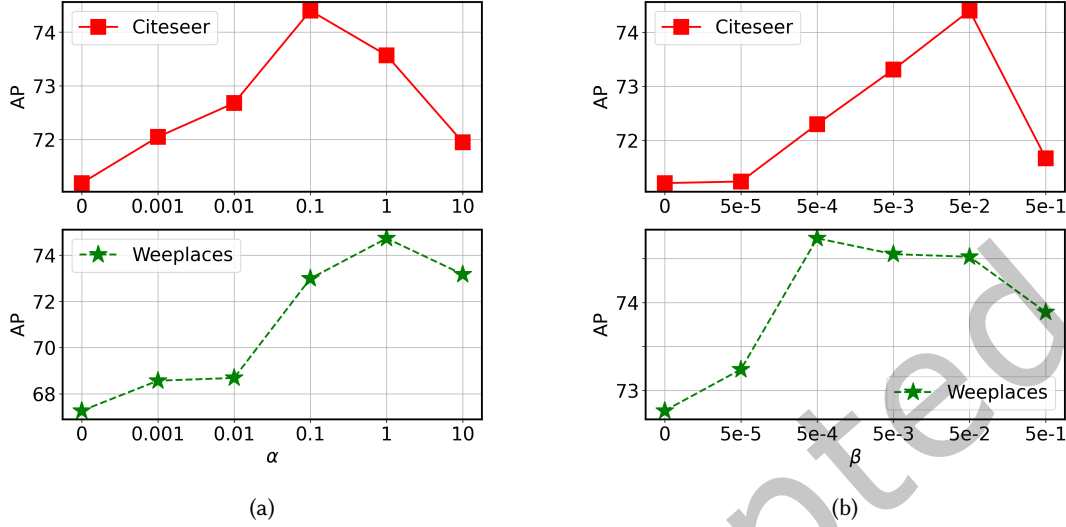 74
73
72
AP
Citeseer
0 0.001 0.01 0.1 1 10
74
72
70
68
AP
Weeplaces
0 0.001 0.01 0.1 1 10
α
(a)
74
73
72
AP
Citeseer
0 5e-5 5e-4 5e-3 5e-2 5e-1
74
73
AP
Weeplaces
0 5e-5 5e-4 5e-3 5e-2 5e-1
β
(b)
pted